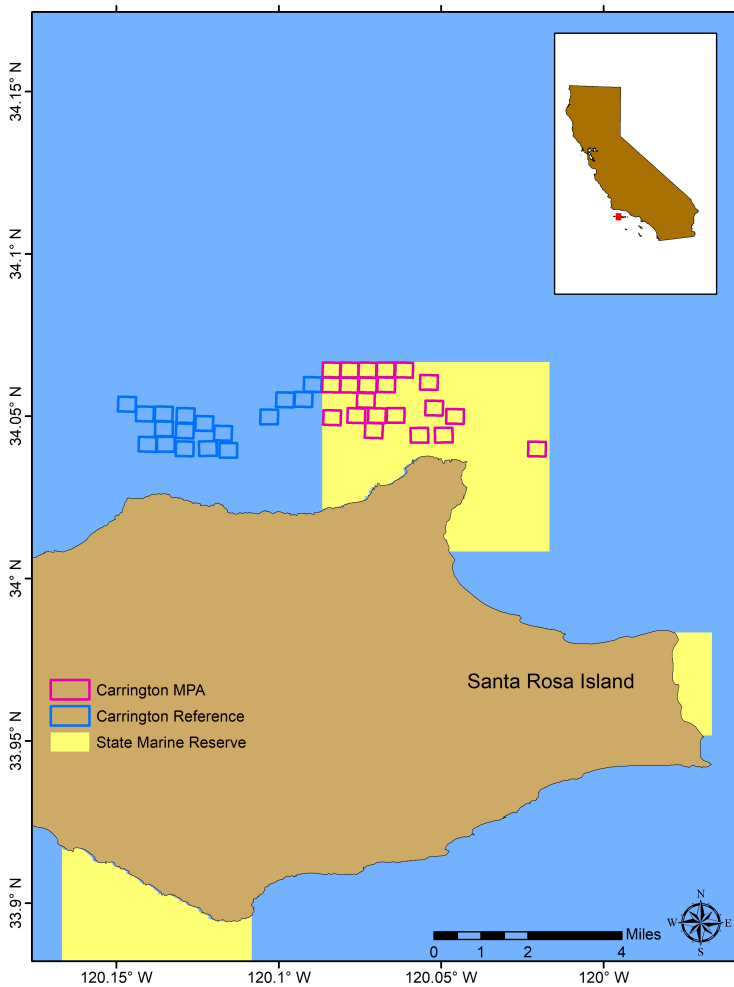 34.15° N
34.1° N
34.05° N
34° N
33.95° N
33.9° N
Santa Rosa Island
Carrington MPA
Carrington Reference
State Marine Reserve
N
W E
S
Miles
0 1 2 4
120.15° W 120.1° W 120.05° W 120° W